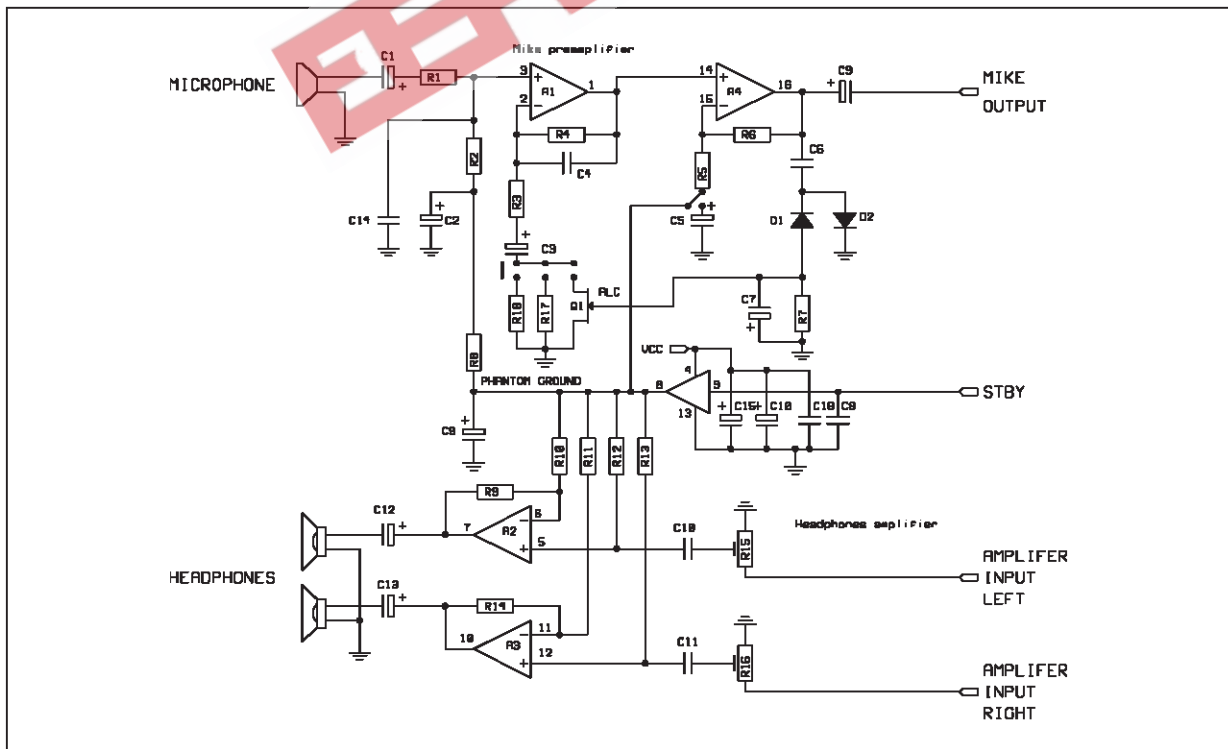 Mike preamplifier
MICROPHONE
C1
R1
3
2
A1
1
14
15
A4
16
C9
MIKE
OUTPUT
R4
C4
R6
C6
R2
R3
R5
C14
C2
C3
C5
D1
D2
ALC
R18
R17
Q1
C7
R7
R8
VCC
4
PHANTOM GROUND
8
9
STBY
13
C15
C10
C18
C9
C8
R10
R11
R12
R13
R9
C12
7
A2
6
5
C10
R15
Headphones amplifier
AMPLIFER
INPUT
LEFT
HEADPHONES
C13
R14
10
A3
11
12
C11
R16
AMPLIFER
INPUT
RIGHT